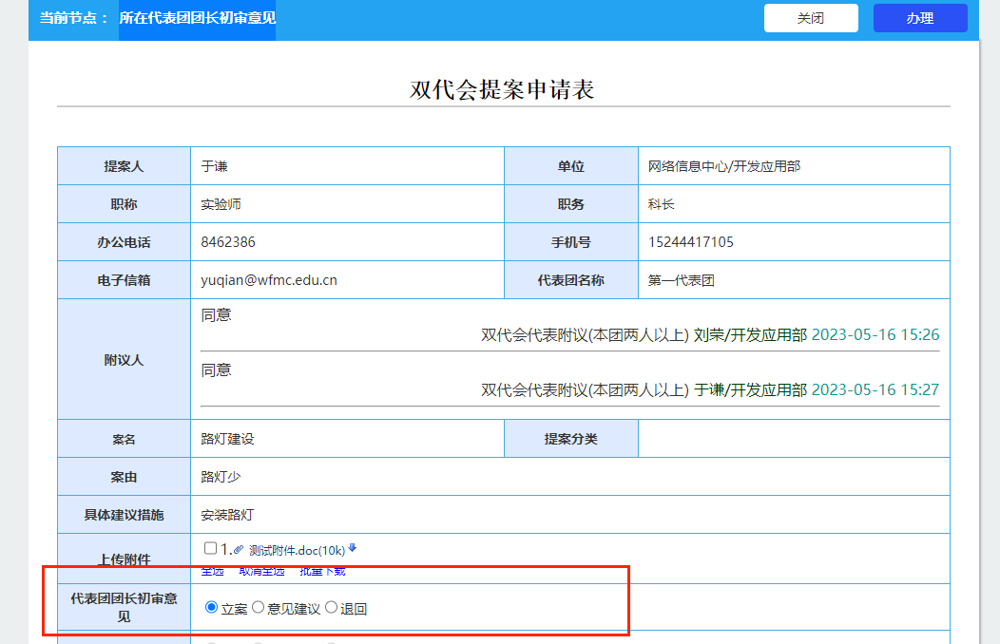 当前节点： 所在代表团团长初审意见 关闭 办理
双代会提案申请表
提案人 于谦 单位 网络信息中心/开发应用部
职称 实验师 职务 科长
办公电话 8462386 手机号 15244417105
电子信箱 yuqian@wfmc.edu.cn 代表团名称 第一代表团
同意
双代会代表附议(本团两人以上) 刘荣/开发应用部 2023-05-16 15:26
附议人
同意
双代会代表附议(本团两人以上) 于谦/开发应用部 2023-05-16 15:27
案名 路灯建设 提案分类
案由 路灯少
具体建议措施 安装路灯
上传附件 1. 测试附件.doc(10k)
全选 取消全选 批量下载
代表团团长初审意
见
立案 意见建议 退回